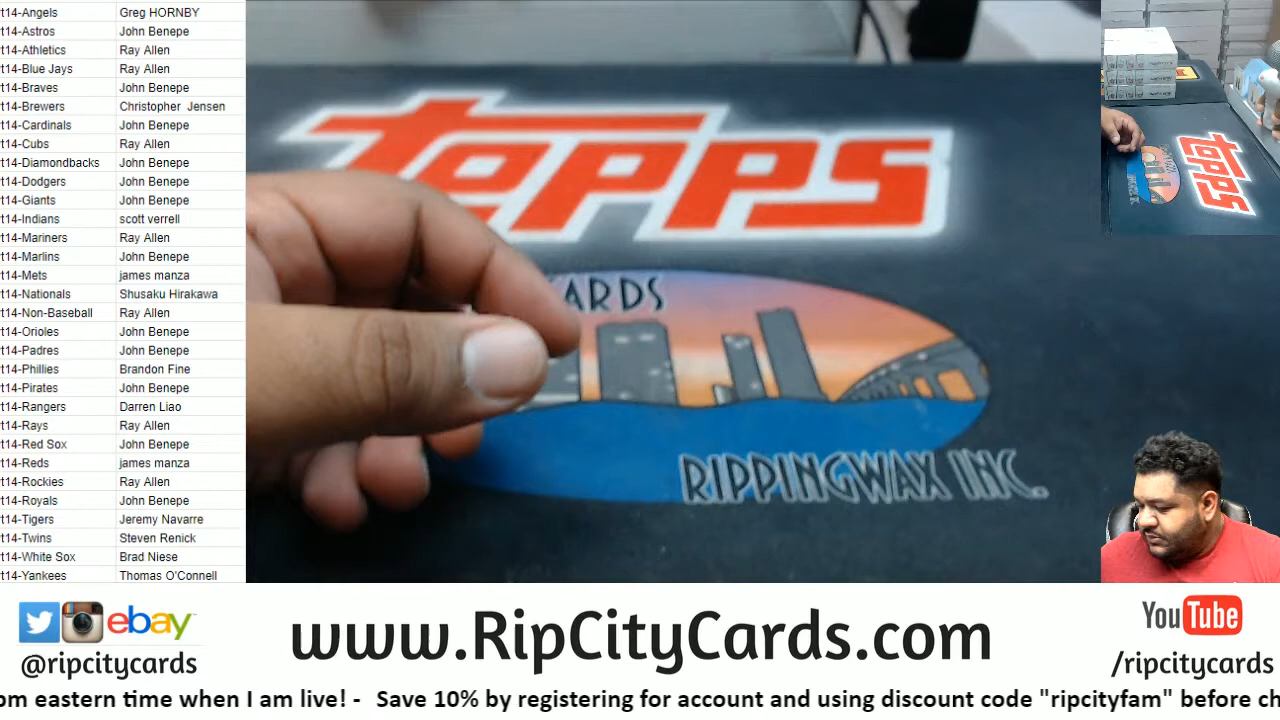 t14-Angels Greg HORNBY
t14-Astros John Benepe
t14-Athletics Ray Allen
t14-Blue Jays Ray Allen
t14-Braves John Benepe
t14-Brewers Christopher Jensen
t14-Cardinals John Benepe
t14-Cubs Ray Allen
t14-Diamondbacks John Benepe
t14-Dodgers John Benepe
t14-Giants John Benepe
t14-Indians scott verrell
t14-Mariners Ray Allen
t14-Marlins John Benepe
t14-Mets james manza
t14-Nationals Shusaku Hirakawa
t14-Non-Baseball Ray Allen
t14-Orioles John Benepe
t14-Padres John Benepe
t14-Phillies Brandon Fine
t14-Pirates John Benepe
t14-Rangers Darren Liao
t14-Rays Ray Allen
t14-Red Sox John Benepe
t14-Reds james manza
t14-Rockies Ray Allen
t14-Royals John Benepe
t14-Tigers Jeremy Navarre
t14-Twins Steven Renick
t14-White Sox Brad Niese
t14-Yankees Thomas O'Connell
topps
CARDS
RIPPINGWAX INC.
topps
ebay
@ripcitycards
www.RipCityCards.com
YouTube
/ripcitycards
om eastern time when I am live! - Save 10% by registering for account and using discount code "ripcityfam" before ch